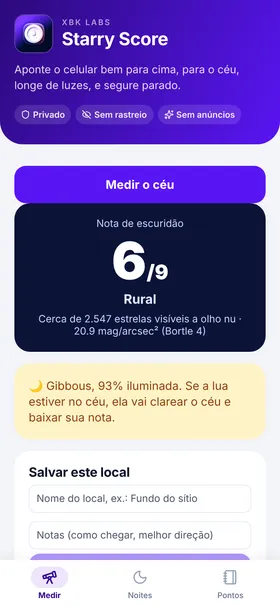 XBK LABS
Starry Score
Aponte o celular bem para cima, para o céu,
longe de luzes, e segure parado.
Privado
Sem rastreio
Sem anúncios
Medir o céu
Nota de escuridão
6/9
Rural
Cerca de 2.547 estrelas visíveis a olho nu ·
20.9 mag/arcsec² (Bortle 4)
🌙 Gibbous, 93% iluminada. Se a lua
estiver no céu, ela vai clarear o céu e
baixar sua nota.
Salvar este local
Nome do local, ex.: Fundo do sítio
Notas (como chegar, melhor direção)
Medir
Noites
Pontos